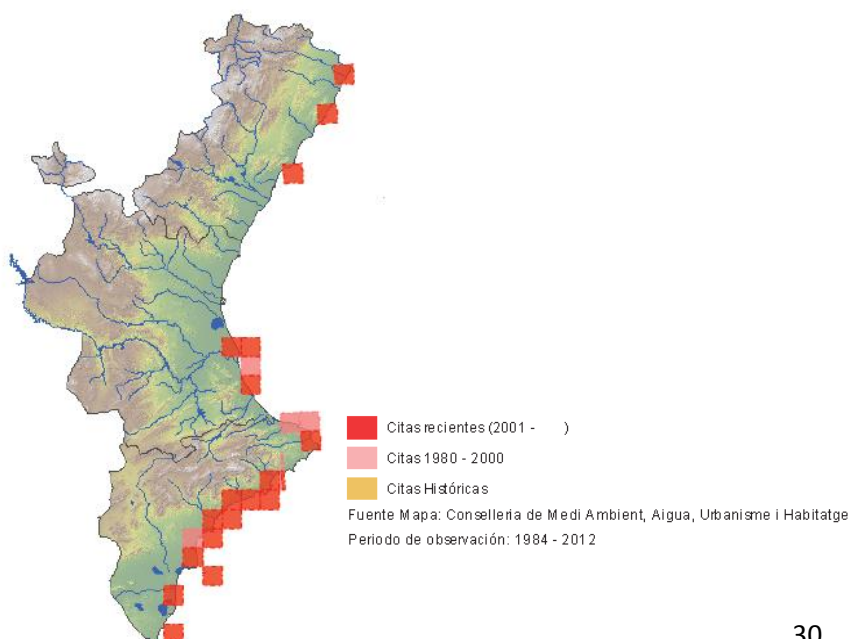 Citas recientes (2001 -      )
Citas 1980 - 2000
Citas Históricas
Fuente Mapa: Conselleria de Medi Ambient, Aigua, Urbanisme i Habitatge
Periodo de observación: 1984 - 2012
30